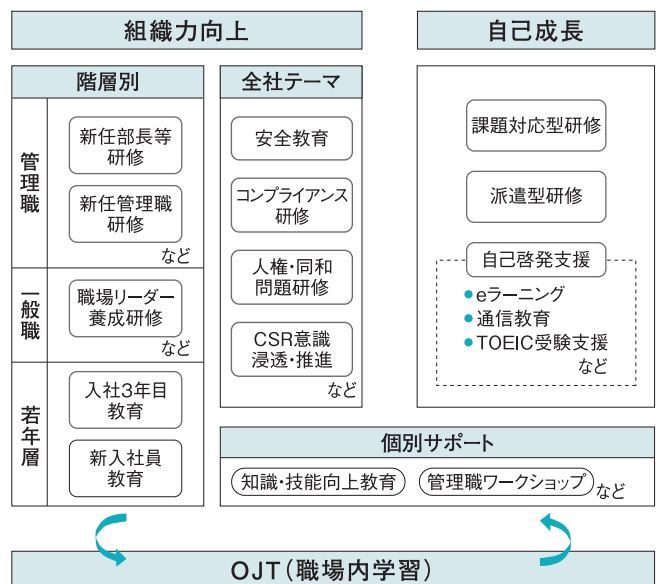 組織力向上
階層別
管理職
新任部長等
研修
新任管理職
研修
など
一般職
職場リーダー
養成研修
など
若年層
入社3年目
教育
新入社員
教育
全社テーマ
安全教育
コンプライアンス
研修
人権・同和
問題研修
CSR意識
浸透・推進
など
自己成長
課題対応型研修
派遣型研修
自己啓発支援
●eラーニング
●通信教育
●TOEIC受験支援
など
個別サポート
知識・技能向上教育
管理職ワークショップ
など
OJT（職場内学習）